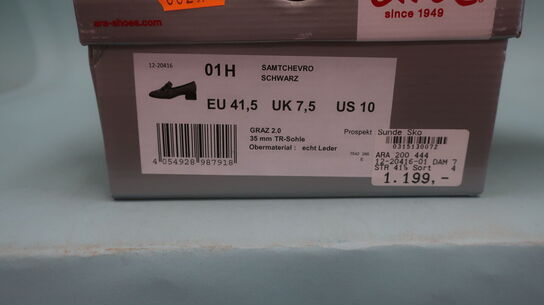 ara-shoes.com
since 1949
12-20416
01 H
SAMTCHEVRO
SCHWARZ
EU 41,5 UK 7,5 US 10
GRAZ 2.0
35 mm TR-Sohle
Obermaterial : echt Leder
4 054928 987918
Prospekt Sunde Sko
0315130072
ARA 200 444
12-20416-01 DAM 7
STR 41½ Sort 4
1.199,-